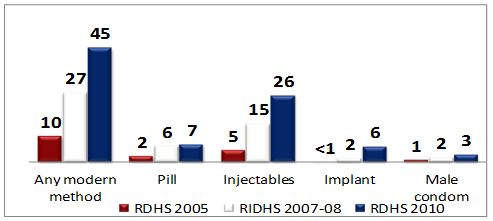 45
27
10
2
6
7
5
15
26
<1
2
6
1
2
3
Any modern
method
Pill
Injectables
Implant
Male
condom
RDHS 2005
RIDHS 2007-08
RDHS 2010